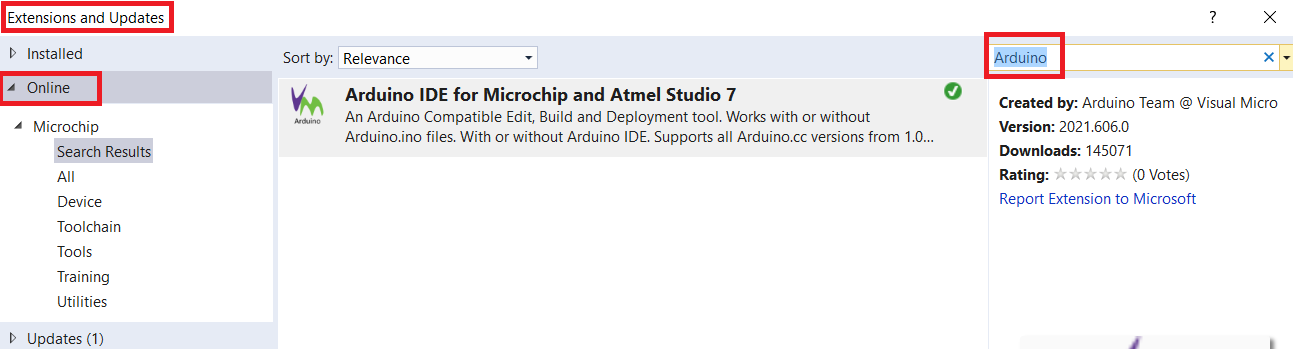 Extensions and Updates
?
Installed
Sort by: Relevance
Arduino
Online
Arduino IDE for Microchip and Atmel Studio 7
An Arduino Compatible Edit, Build and Deployment tool. Works with or without
Arduino.ino files. With or without Arduino IDE. Supports all Arduino.cc versions from 1.0...
Arduino
Created by: Arduino Team @ Visual Micro
Version: 2021.606.0
Downloads: 145071
Rating: (0 Votes)
Report Extension to Microsoft
Microchip
Search Results
All
Device
Toolchain
Tools
Training
Utilities
Updates (1)